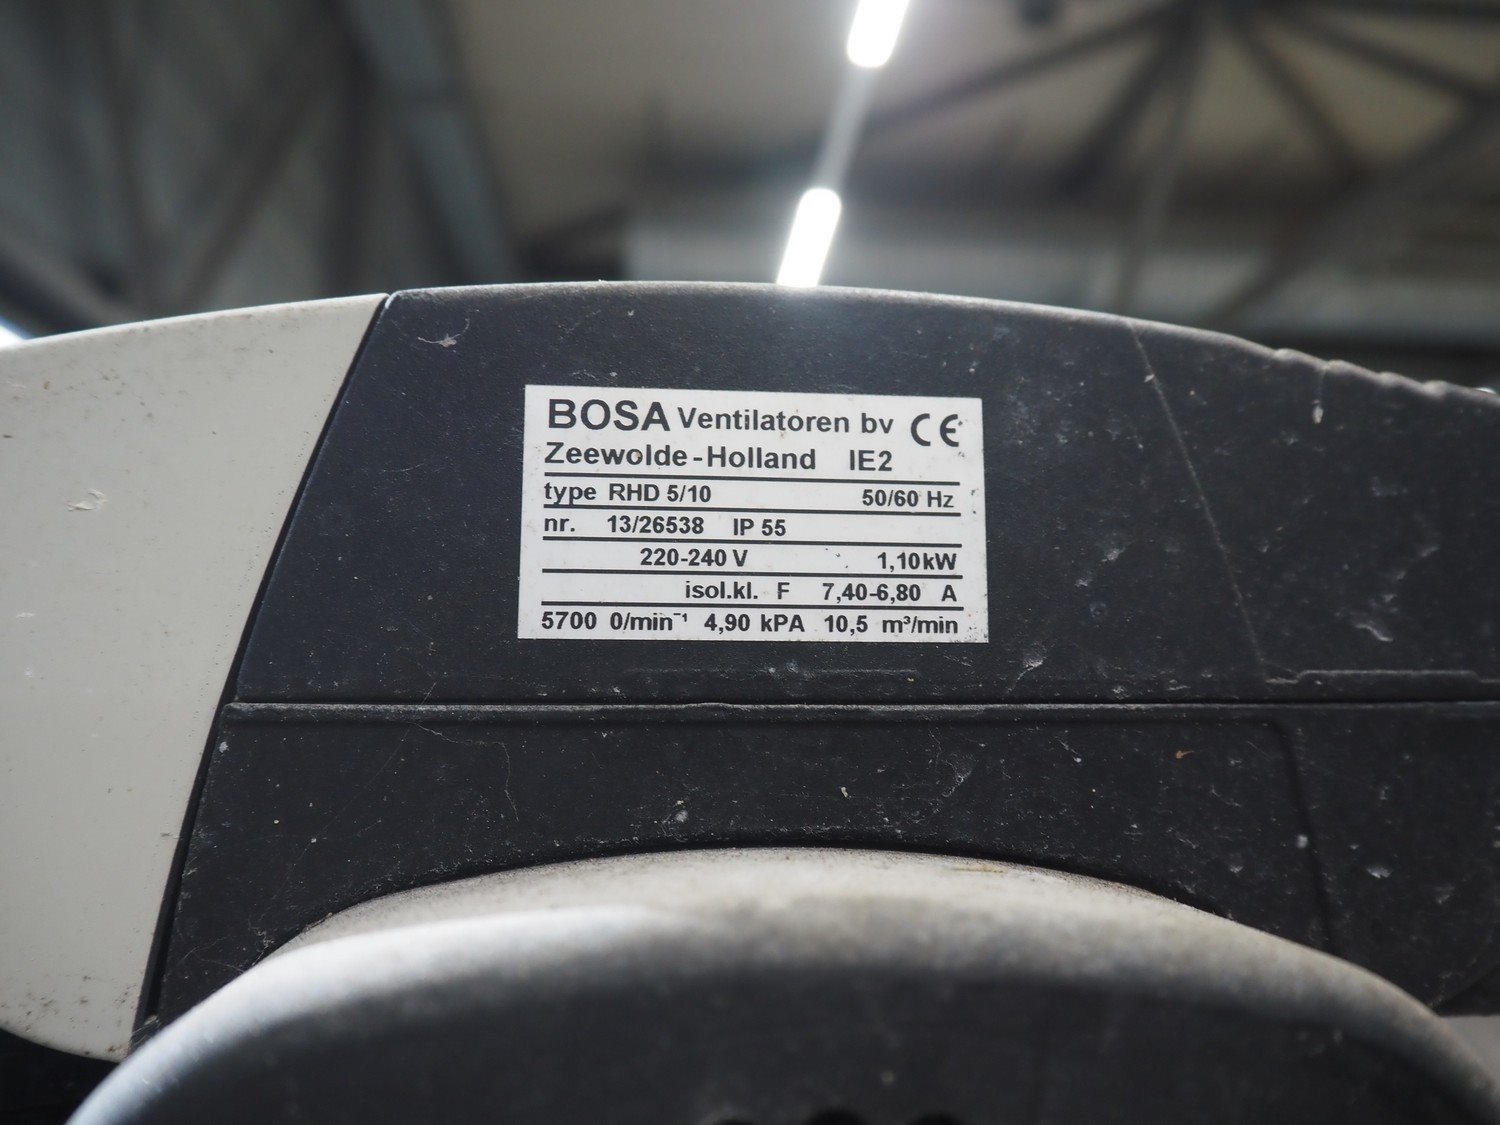 BOSA Ventilatoren bv CE
Zeewolde-Holland IE2
type RHD 5/10 50/60 Hz
nr. 13/26538 IP 55
220-240 V 1,10kW
isol.kl. F 7,40-6,80 A
5700 0/min⁻¹ 4,90 kPA 10,5 m³/min